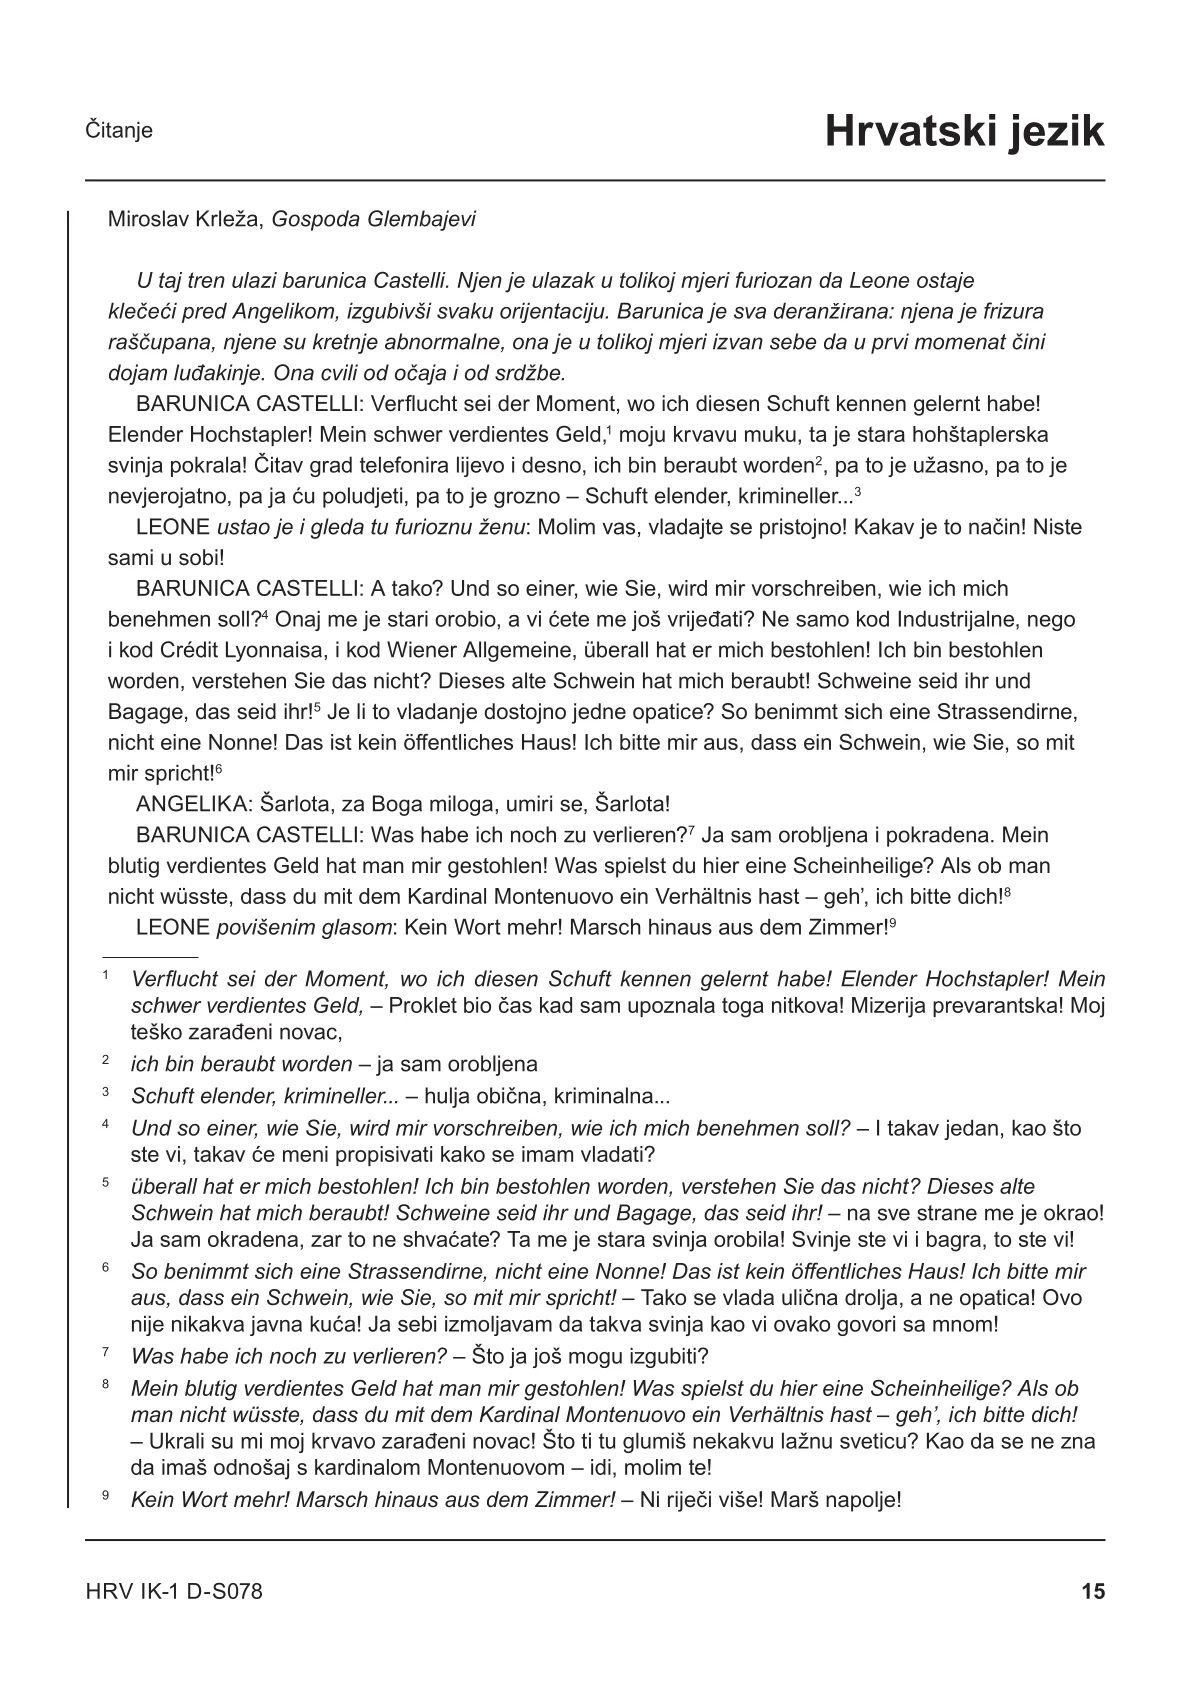 Čitanje
Hrvatski jezik
Miroslav Krleža, Gospoda Glembajevi
U taj tren ulazi barunica Castelli. Njen je ulazak u tolikoj mjeri furiozan da Leone ostaje
klečeći pred Angelikom, izgubivši svaku orijentaciju. Barunica je sva deranžirana: njena je frizura
raščupana, njene su kretnje abnormalne, ona je u tolikoj mjeri izvan sebe da u prvi momenat čini
dojam luđakinje. Ona cvili od očaja i od srdžbe.
BARUNICA CASTELLI: Verflucht sei der Moment, wo ich diesen Schuft kennen gelernt habe!
Elender Hochstapler! Mein schwer verdientes Geld,¹ moju krvavu muku, ta je stara hohštaplerska
svinja pokrala! Čitav grad telefonira lijevo i desno, ich bin beraubt worden², pa to je užasno, pa to je
nevjerojatno, pa ja ću poludjeti, pa to je grozno – Schuft elender, krimineller...³
LEONE ustao je i gleda tu furioznu ženu: Molim vas, vladajte se pristojno! Kakav je to način! Niste
sami u sobi!
BARUNICA CASTELLI: A tako? Und so einer, wie Sie, wird mir vorschreiben, wie ich mich
benehmen soll?⁴ Onaj me je stari orobio, a vi ćete me još vrijeđati? Ne samo kod Industrijalne, nego
i kod Crédit Lyonnaisa, i kod Wiener Allgemeine, überall hat er mich bestohlen! Ich bin bestohlen
worden, verstehen Sie das nicht? Dieses alte Schwein hat mich beraubt! Schweine seid ihr und
Bagage, das seid ihr!⁵ Je li to vladanje dostojno jedne opatice? So benimmt sich eine Strassendirne,
nicht eine Nonne! Das ist kein öffentliches Haus! Ich bitte mir aus, dass ein Schwein, wie Sie, so mit
mir spricht!⁶
ANGELIKA: Šarlota, za Boga miloga, umiri se, Šarlota!
BARUNICA CASTELLI: Was habe ich noch zu verlieren?⁷ Ja sam orobljena i pokradena. Mein
blutig verdientes Geld hat man mir gestohlen! Was spielst du hier eine Scheinheilige? Als ob man
nicht wüsste, dass du mit dem Kardinal Montenuovo ein Verhältnis hast – geh’, ich bitte dich!⁸
LEONE povišenim glasom: Kein Wort mehr! Marsch hinaus aus dem Zimmer!⁹
¹ Verflucht sei der Moment, wo ich diesen Schuft kennen gelernt habe! Elender Hochstapler! Mein
schwer verdientes Geld, – Proklet bio čas kad sam upoznala toga nitkova! Mizerija prevarantska! Moj
teško zarađeni novac,
² ich bin beraubt worden – ja sam orobljena
³ Schuft elender, krimineller... – hulja obična, kriminalna...
⁴ Und so einer, wie Sie, wird mir vorschreiben, wie ich mich benehmen soll? – I takav jedan, kao što
ste vi, takav će meni propisivati kako se imam vladati?
⁵ überall hat er mich bestohlen! Ich bin bestohlen worden, verstehen Sie das nicht? Dieses alte
Schwein hat mich beraubt! Schweine seid ihr und Bagage, das seid ihr! – na sve strane me je okrao!
Ja sam okradena, zar to ne shvaćate? Ta me je stara svinja orobila! Svinje ste vi i bagra, to ste vi!
⁶ So benimmt sich eine Strassendirne, nicht eine Nonne! Das ist kein öffentliches Haus! Ich bitte mir
aus, dass ein Schwein, wie Sie, so mit mir spricht! – Tako se vlada ulična drolja, a ne opatica! Ovo
nije nikakva javna kuća! Ja sebi izmoljavam da takva svinja kao vi ovako govori sa mnom!
⁷ Was habe ich noch zu verlieren? – Što ja još mogu izgubiti?
⁸ Mein blutig verdientes Geld hat man mir gestohlen! Was spielst du hier eine Scheinheilige? Als ob
man nicht wüsste, dass du mit dem Kardinal Montenuovo ein Verhältnis hast – geh’, ich bitte dich!
– Ukrali su mi moj krvavo zarađeni novac! Što ti tu glumiš nekakvu lažnu sveticu? Kao da se ne zna
da imaš odnošaj s kardinalom Montenuovom – idi, molim te!
⁹ Kein Wort mehr! Marsch hinaus aus dem Zimmer! – Ni riječi više! Marš napolje!
HRV IK-1 D-S078
15